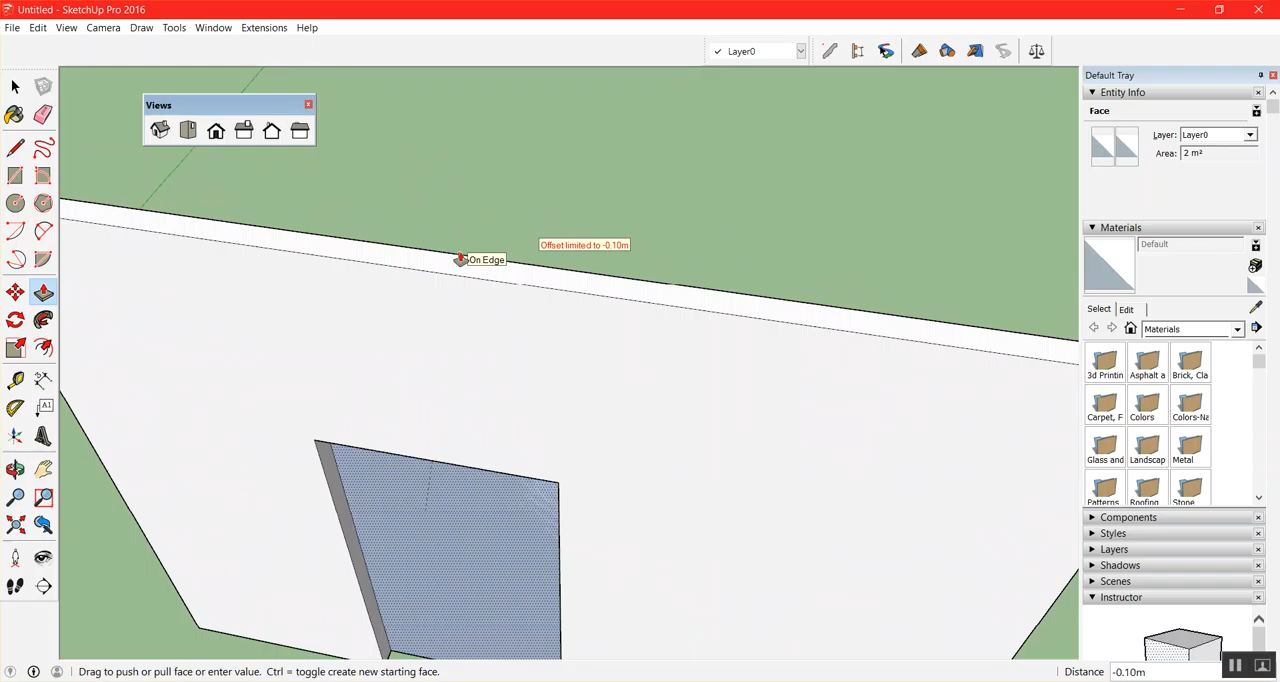 Untitled - SketchUp Pro 2016
File Edit View Camera Draw Tools Window Extensions Help
Layer0
Default Tray
Views
Entity Info
Face
Layer: Layer0
Area: 2 m²
Offset limited to -0.10m
On Edge
Materials
Default
Select Edit
Materials
3d Printin Asphalt a Brick, Cla
Carpet, F Colors Colors-Na
Glass and Landscap Metal
Patterns Roofing Stone
Components
Styles
Layers
Shadows
Scenes
Instructor
A1
Drag to push or pull face or enter value. Ctrl = toggle create new starting face.
Distance -0.10m